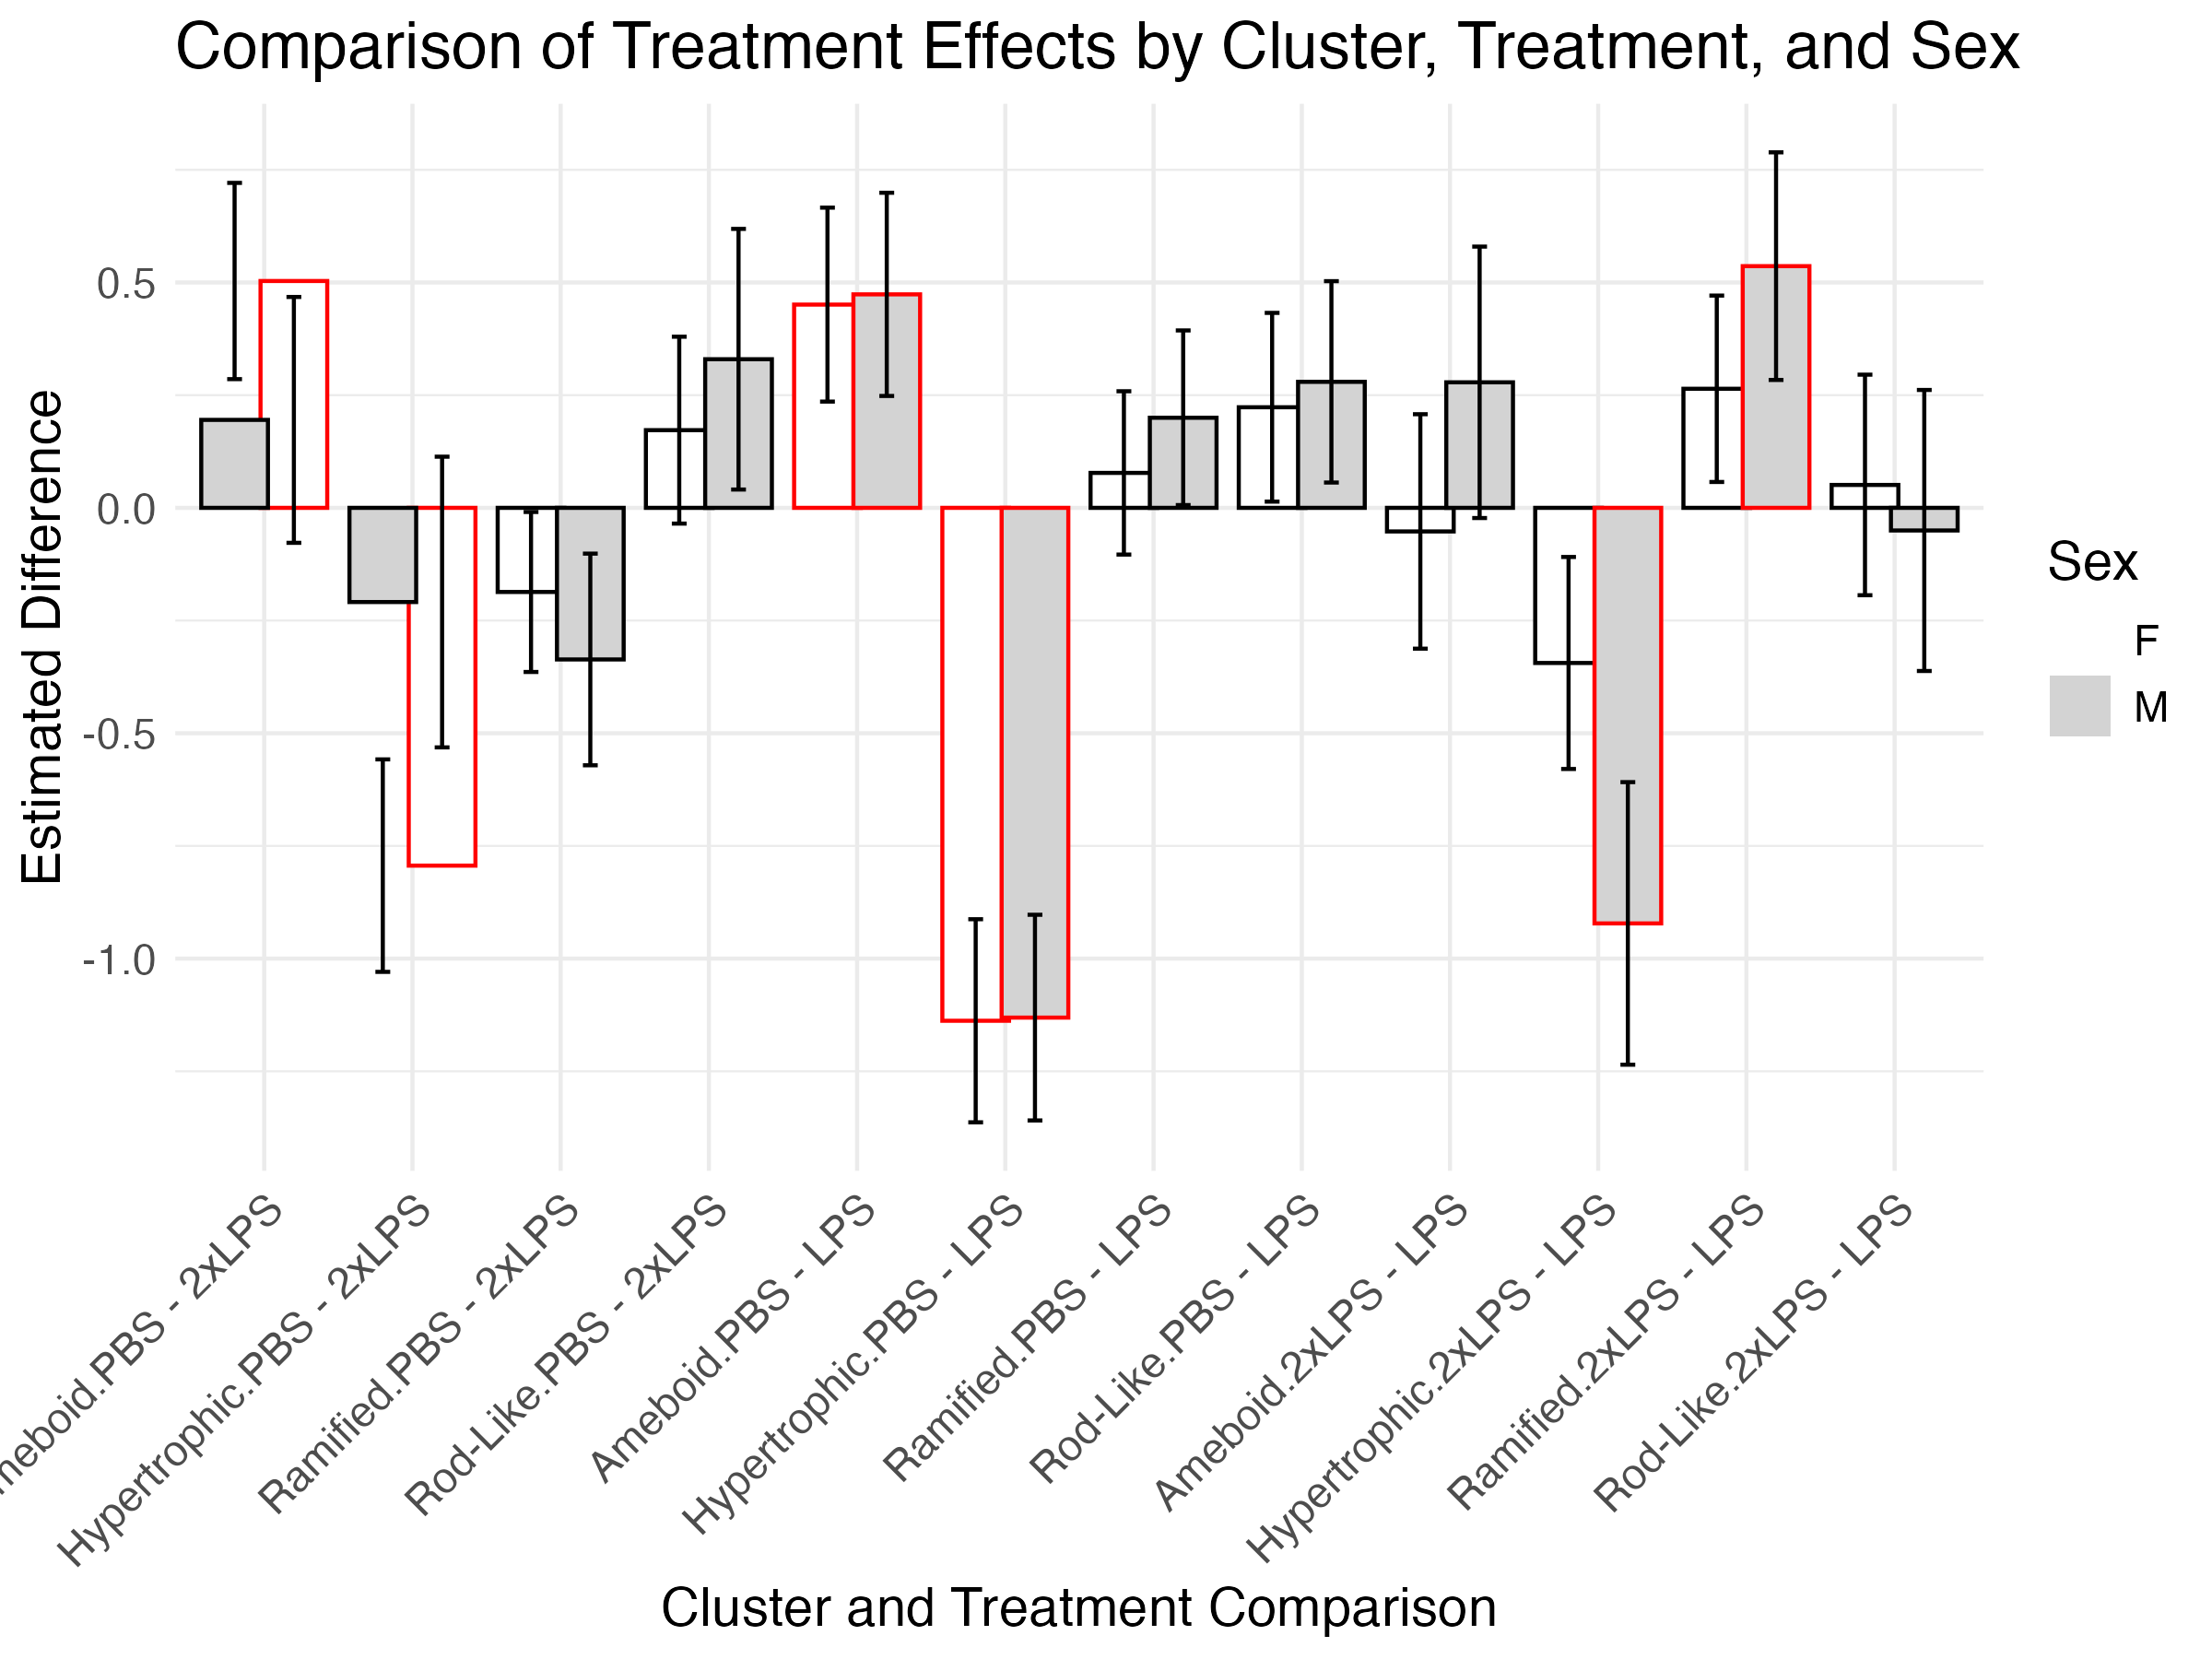 Comparison of Treatment Effects by Cluster, Treatment, and Sex
Estimated Difference
0.5
0.0
-0.5
-1.0
meboid.PBS - 2xLPS
Hypertrophic.PBS - 2xLPS
Ramified.PBS - 2xLPS
Rod-Like.PBS - 2xLPS
Ameboid.PBS - LPS
Hypertrophic.PBS - LPS
Ramified.PBS - LPS
Rod-Like.PBS - LPS
Ameboid.2xLPS - LPS
Hypertrophic.2xLPS - LPS
Ramified.2xLPS - LPS
Rod-Like.2xLPS - LPS
Cluster and Treatment Comparison
Sex
F
M